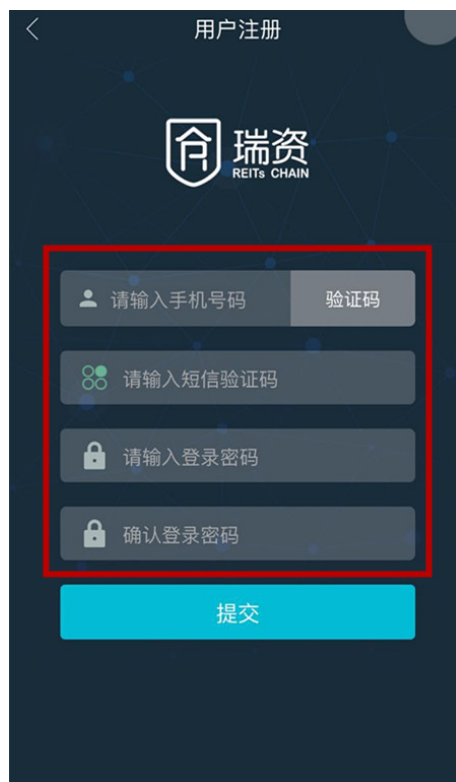 用户注册
瑞资
REITs CHAIN
请输入手机号码 验证码
请输入短信验证码
请输入登录密码
确认登录密码
提交